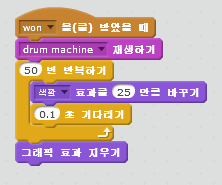 won 을(를) 받았을 때
drum machine 재생하기
50 번 반복하기
색깔 효과를 25 만큼 바꾸기
0.1 초 기다리기
그래픽 효과 지우기